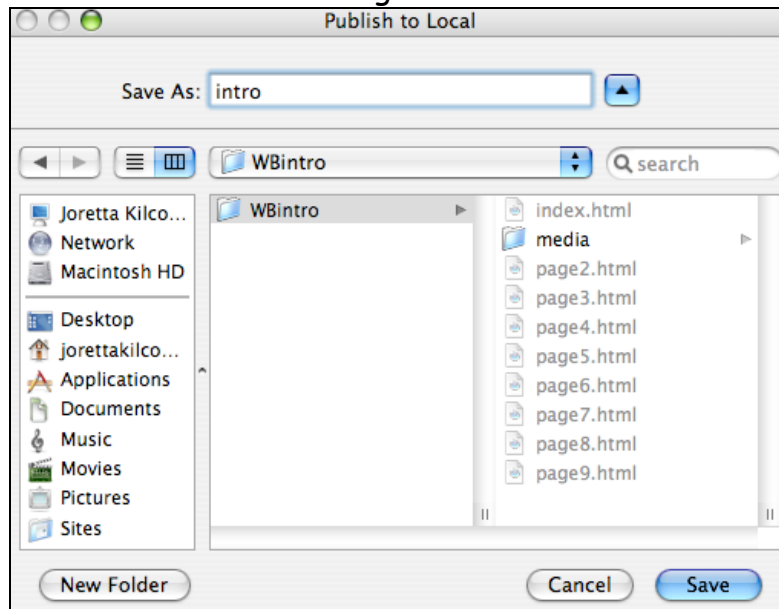 Publish to Local
Save As: intro
WBintro
search
Joretta Kilco...
Network
Macintosh HD
Desktop
jorettakilco...
Applications
Documents
Music
Movies
Pictures
Sites
WBintro
index.html
media
page2.html
page3.html
page4.html
page5.html
page6.html
page7.html
page8.html
page9.html
New Folder
Cancel
Save